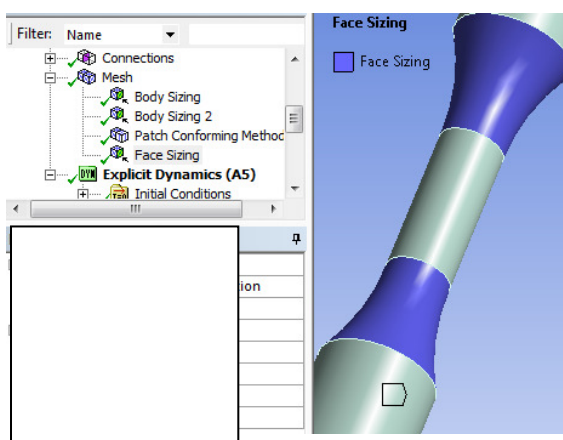 Filter: Name
Connections
Mesh
Body Sizing
Body Sizing 2
Patch Conforming Methoc
Face Sizing
DYN Explicit Dynamics (A5)
Initial Conditions
ion
Face Sizing
Face Sizing